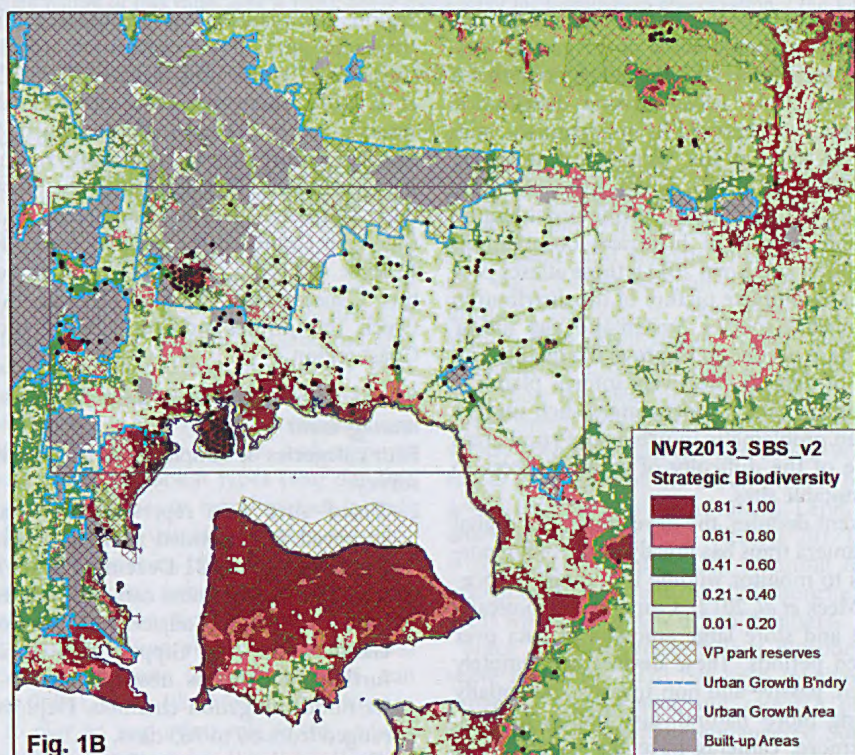 NVR2013_SBS_v2
Strategic Biodiversity
0.81 - 1.00
0.61 - 0.80
0.41 - 0.60
0.21 - 0.40
0.01 - 0.20
VP park reserves
Urban Growth B'ndry
Urban Growth Area
Built-up Areas
Fig. 1B